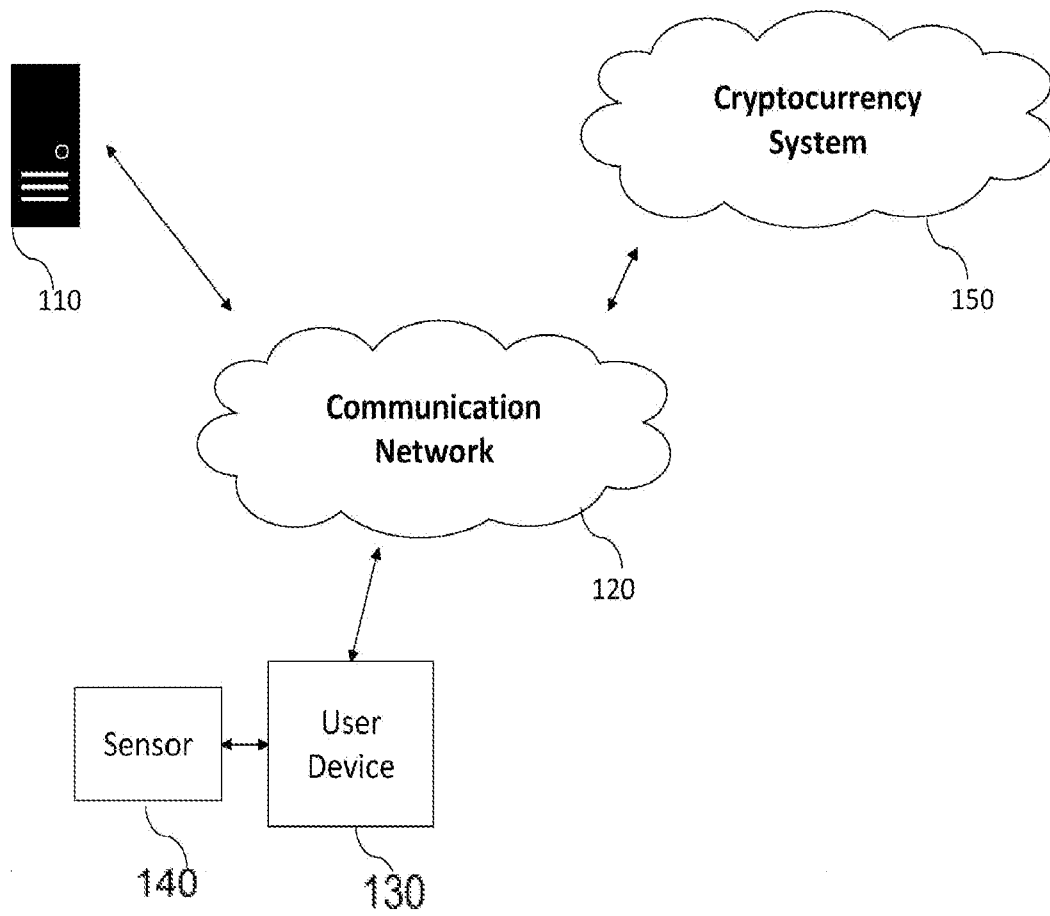 Cryptocurrency
System
110
150
Communication
Network
120
Sensor
User
Device
140
130